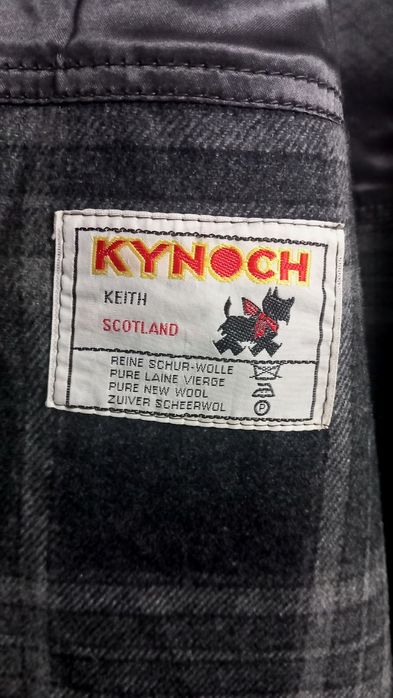 KYNOCH
KEITH
SCOTLAND
REINE SCHUR-WOLLE
PURE LAINE VIERGE
PURE NEW WOOL
ZUIVER SCHEERWOL
P